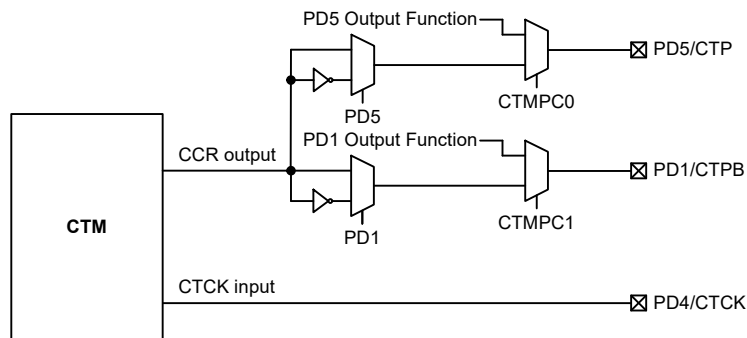 PD5 Output Function
PD5/CTP
PD5
CTMPC0
PD1 Output Function
CCR output
PD1/CTPB
PD1
CTMPC1
CTM
CTCK input
PD4/CTCK